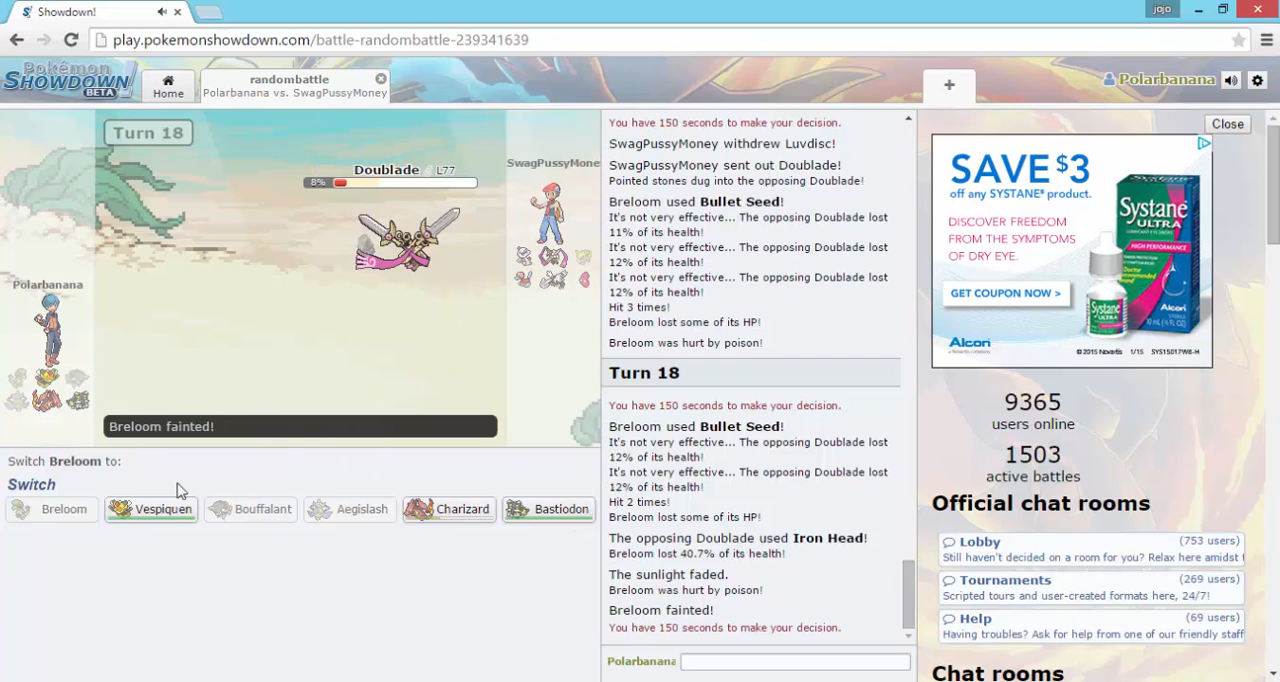 Showdown!
jojo
play.pokemonshowdown.com/battle-randombattle-239341639
Pokémon
SHOWDOWN
BETA
Home
randombattle
Polarbanana vs. SwagPussyMoney
+
Polarbanana
Turn 18
Doublade L77
8%
SwagPussyMone
Polarbanana
Breloom fainted!
Switch Breloom to:
Switch
Breloom
Vespiquen
Bouffalant
Aegislash
Charizard
Bastiodon
You have 150 seconds to make your decision.
SwagPussyMoney withdrew Luvdisc!
SwagPussyMoney sent out Doublade!
Pointed stones dug into the opposing Doublade!
Breloom used Bullet Seed!
It's not very effective... The opposing Doublade lost
11% of its health!
It's not very effective... The opposing Doublade lost
12% of its health!
It's not very effective... The opposing Doublade lost
12% of its health!
Hit 3 times!
Breloom lost some of its HP!
Breloom was hurt by poison!
Turn 18
You have 150 seconds to make your decision.
Breloom used Bullet Seed!
It's not very effective... The opposing Doublade lost
12% of its health!
It's not very effective... The opposing Doublade lost
12% of its health!
Hit 2 times!
Breloom lost some of its HP!
The opposing Doublade used Iron Head!
Breloom lost 40.7% of its health!
The sunlight faded.
Breloom was hurt by poison!
Breloom fainted!
You have 150 seconds to make your decision.
Polarbanana
Close
SAVE $3
off any SYSTANE® product.
DISCOVER FREEDOM
FROM THE SYMPTOMS
OF DRY EYE.
GET COUPON NOW >
Alcon
© 2015 Novartis 1/15 SYS15017WB-H
Systane
ULTRA
HIGH PERFORMANCE
Systane
ULTRA
Alcon
9365
users online
1503
active battles
Official chat rooms
Lobby (753 users)
Still haven't decided on a room for you? Relax here amidst t
Tournaments (269 users)
Scripted tours and user-created formats here, 24/7!
Help (69 users)
Having troubles? Ask for help from one of our friendly staff
Chat rooms